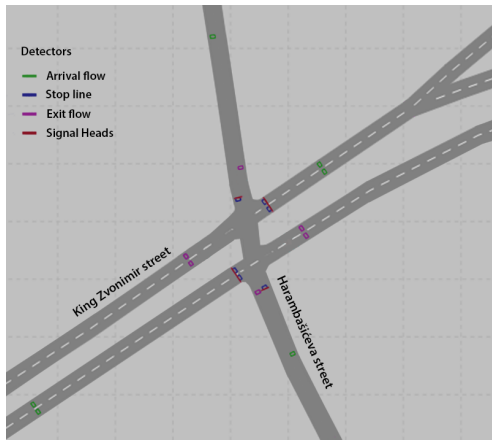 Detectors
Arrival flow
Stop line
Exit flow
Signal Heads
King Zvonimir street
Harambašićeva street